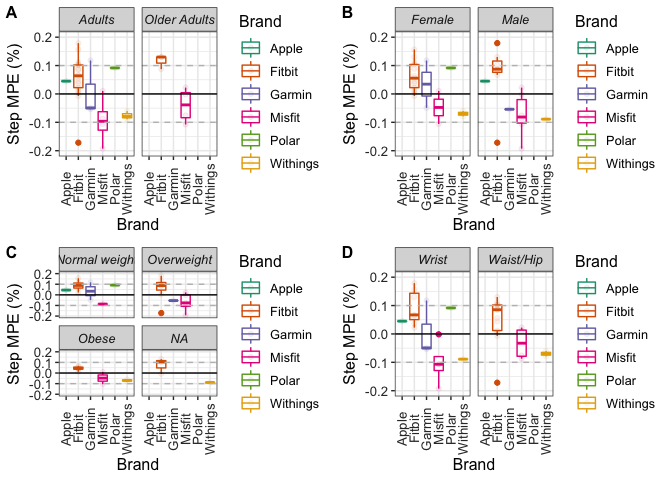 A
Adults
Older Adults
Step MPE (%)
0.2
0.1
0.0
-0.1
-0.2
Apple
Fitbit
Garmin
Misfit
Polar
Withings
Apple
Fitbit
Garmin
Misfit
Polar
Withings
Brand
Brand
Apple
Fitbit
Garmin
Misfit
Polar
Withings
B
Female
Male
Step MPE (%)
0.2
0.1
0.0
-0.1
-0.2
Apple
Fitbit
Garmin
Misfit
Polar
Withings
Apple
Fitbit
Garmin
Misfit
Polar
Withings
Brand
Brand
Apple
Fitbit
Garmin
Misfit
Polar
Withings
C
Normal weigh
Overweight
Step MPE (%)
0.2
0.1
0.0
-0.1
-0.2
Obese
NA
0.2
0.1
0.0
-0.1
-0.2
Apple
Fitbit
Garmin
Misfit
Polar
Withings
Apple
Fitbit
Garmin
Misfit
Polar
Withings
Brand
Brand
Apple
Fitbit
Garmin
Misfit
Polar
Withings
D
Wrist
Waist/Hip
Step MPE (%)
0.2
0.1
0.0
-0.1
-0.2
Apple
Fitbit
Garmin
Misfit
Polar
Withings
Apple
Fitbit
Garmin
Misfit
Polar
Withings
Brand
Brand
Apple
Fitbit
Garmin
Misfit
Polar
Withings